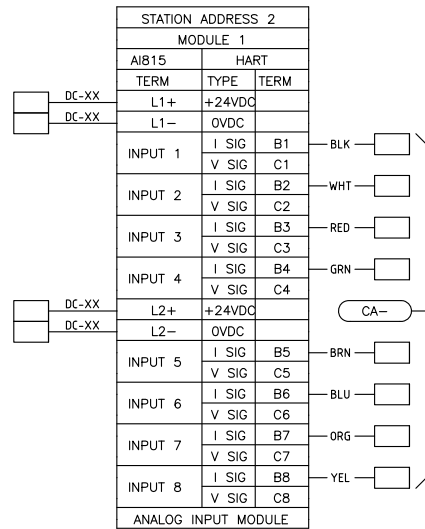 STATION ADDRESS 2
MODULE 1
AI815 HART
TERM TYPE TERM
DC-XX L1+ +24VDC
DC-XX L1- 0VDC
INPUT 1 I SIG B1 BLK
V SIG C1
INPUT 2 I SIG B2 WHT
V SIG C2
INPUT 3 I SIG B3 RED
V SIG C3
INPUT 4 I SIG B4 GRN
V SIG C4
DC-XX L2+ +24VDC CA-
DC-XX L2- 0VDC
INPUT 5 I SIG B5 BRN
V SIG C5
INPUT 6 I SIG B6 BLU
V SIG C6
INPUT 7 I SIG B7 ORG
V SIG C7
INPUT 8 I SIG B8 YEL
V SIG C8
ANALOG INPUT MODULE